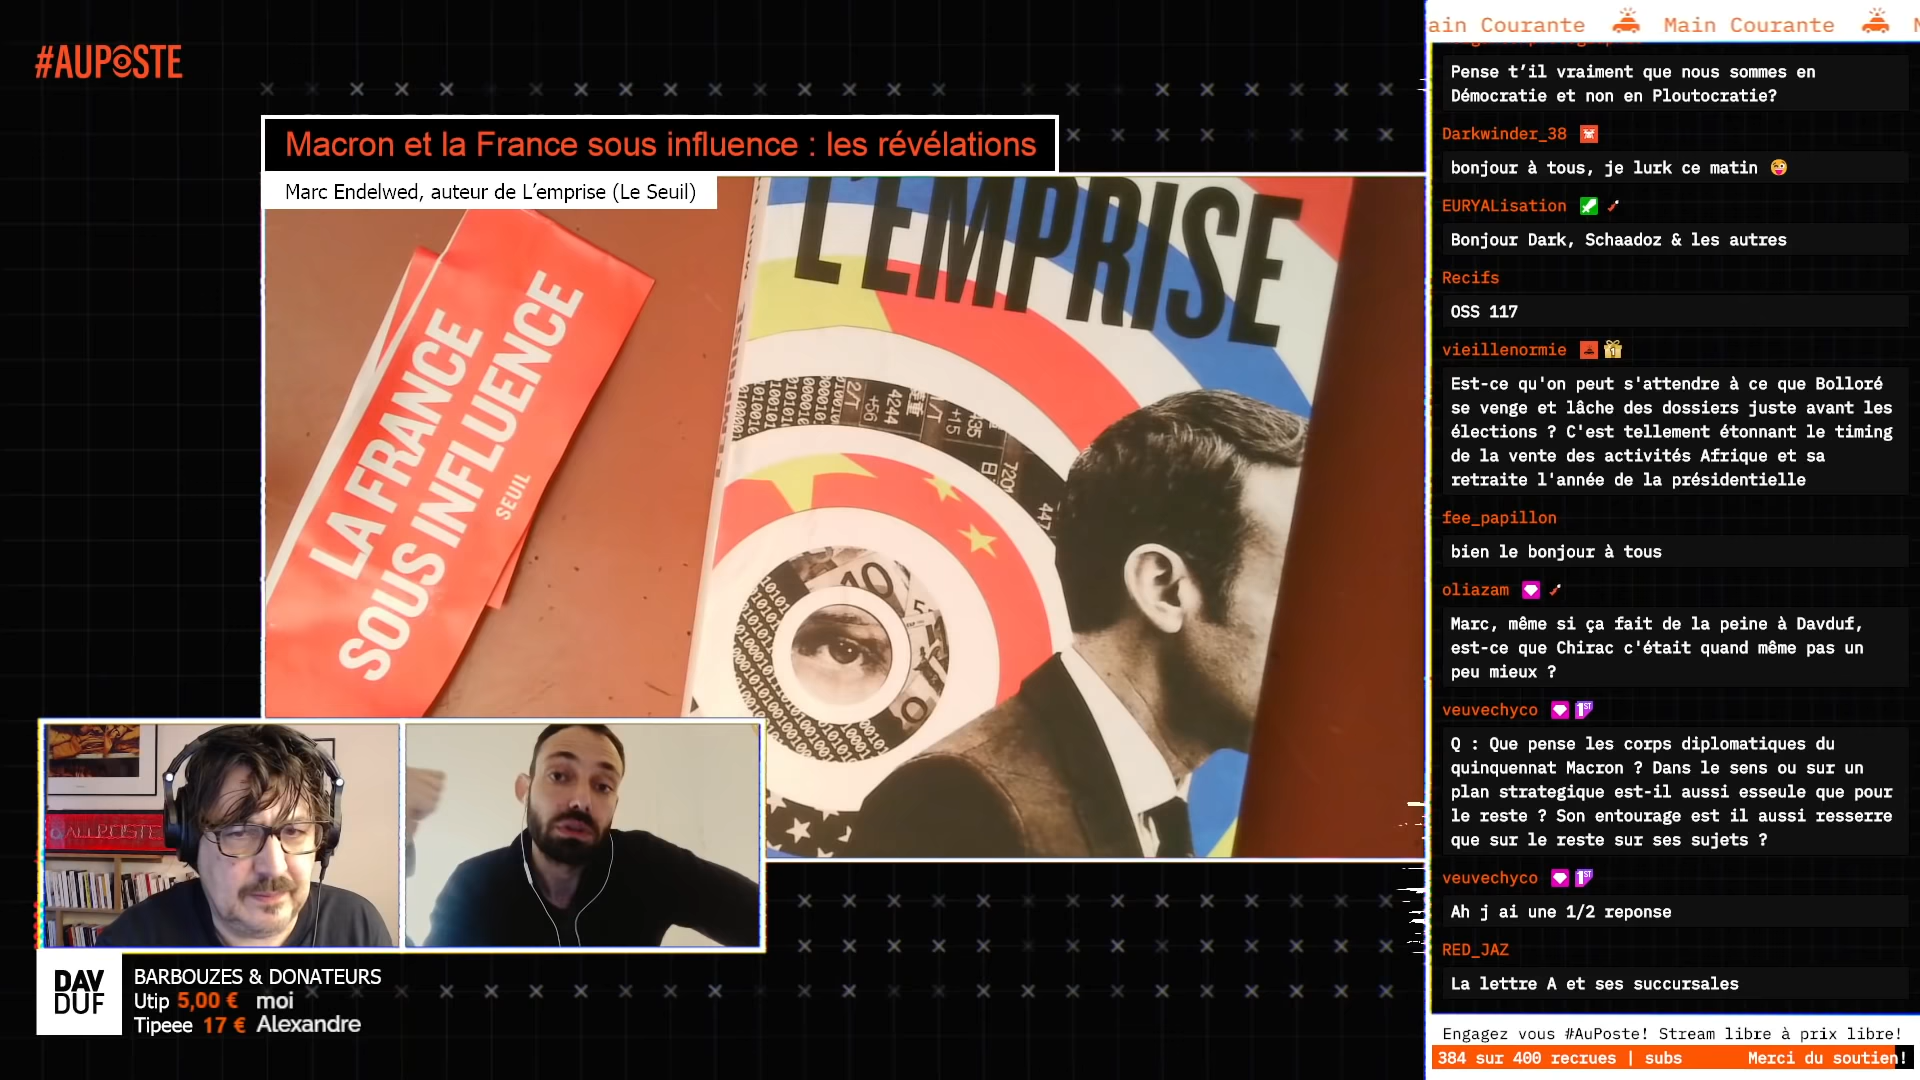 #AUPOSTE
Macron et la France sous influence : les révélations
Marc Endelwed, auteur de L’emprise (Le Seuil)
LA FRANCE
SOUS INFLUENCE
SEUIL
L'EMPRISE
DAV
DUF
BARBOUZES & DONATEURS
Utip 5,00 € moi
Tipeee 17 € Alexandre
ain Courante Main Courante
Pense t’il vraiment que nous sommes en
Démocratie et non en Ploutocratie?
Darkwinder_38
bonjour à tous, je lurk ce matin 😜
EURYALisation
Bonjour Dark, Schaadoz & les autres
Recifs
OSS 117
vieillenormie
Est-ce qu'on peut s'attendre à ce que Bolloré
se venge et lâche des dossiers juste avant les
élections ? C'est tellement étonnant le timing
de la vente des activités Afrique et sa
retraite l'année de la présidentielle
fee_papillon
bien le bonjour à tous
oliazam
Marc, même si ça fait de la peine à Davduf,
est-ce que Chirac c'était quand même pas un
peu mieux ?
veuvechyco
Q : Que pense les corps diplomatiques du
quinquennat Macron ? Dans le sens ou sur un
plan strategique est-il aussi esseule que pour
le reste ? Son entourage est il aussi resserre
que sur le reste sur ses sujets ?
veuvechyco
Ah j ai une 1/2 reponse
RED_JAZ
La lettre A et ses succursales
Engagez vous #AuPoste! Stream libre à prix libre!
384 sur 400 recrues | subs Merci du soutien!